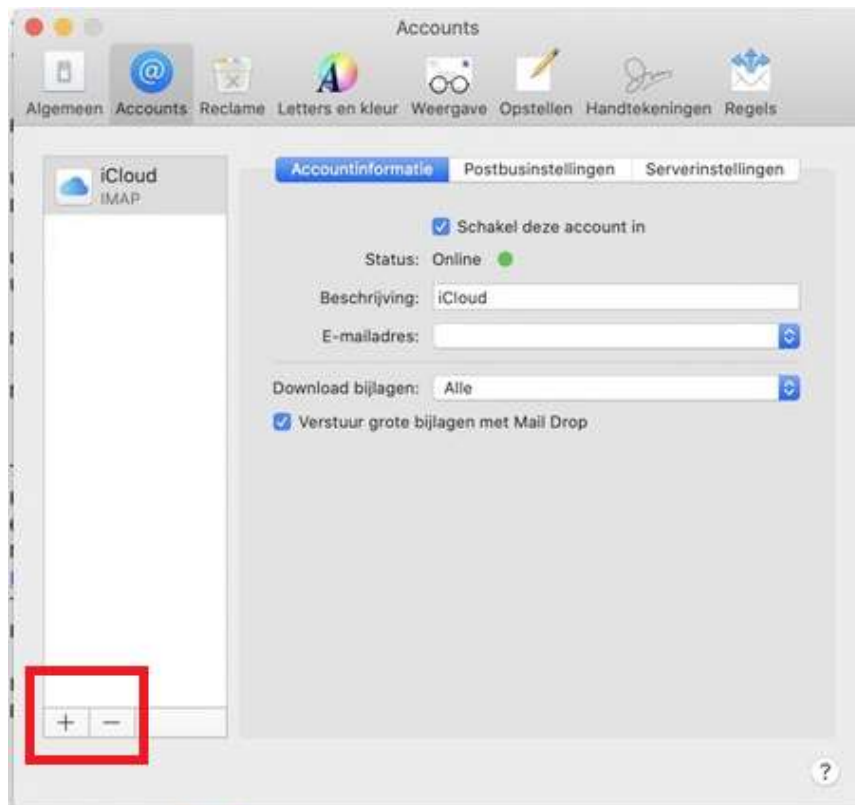 Accounts
Algemeen Accounts Reclame Letters en kleur Weergave Opstellen Handtekeningen Regels
iCloud
IMAP
Accountinformatie Postbusinstellingen Serverinstellingen
Schakel deze account in
Status: Online
Beschrijving: iCloud
E-mailadres:
Download bijlagen: Alle
Verstuur grote bijlagen met Mail Drop
+ −
?